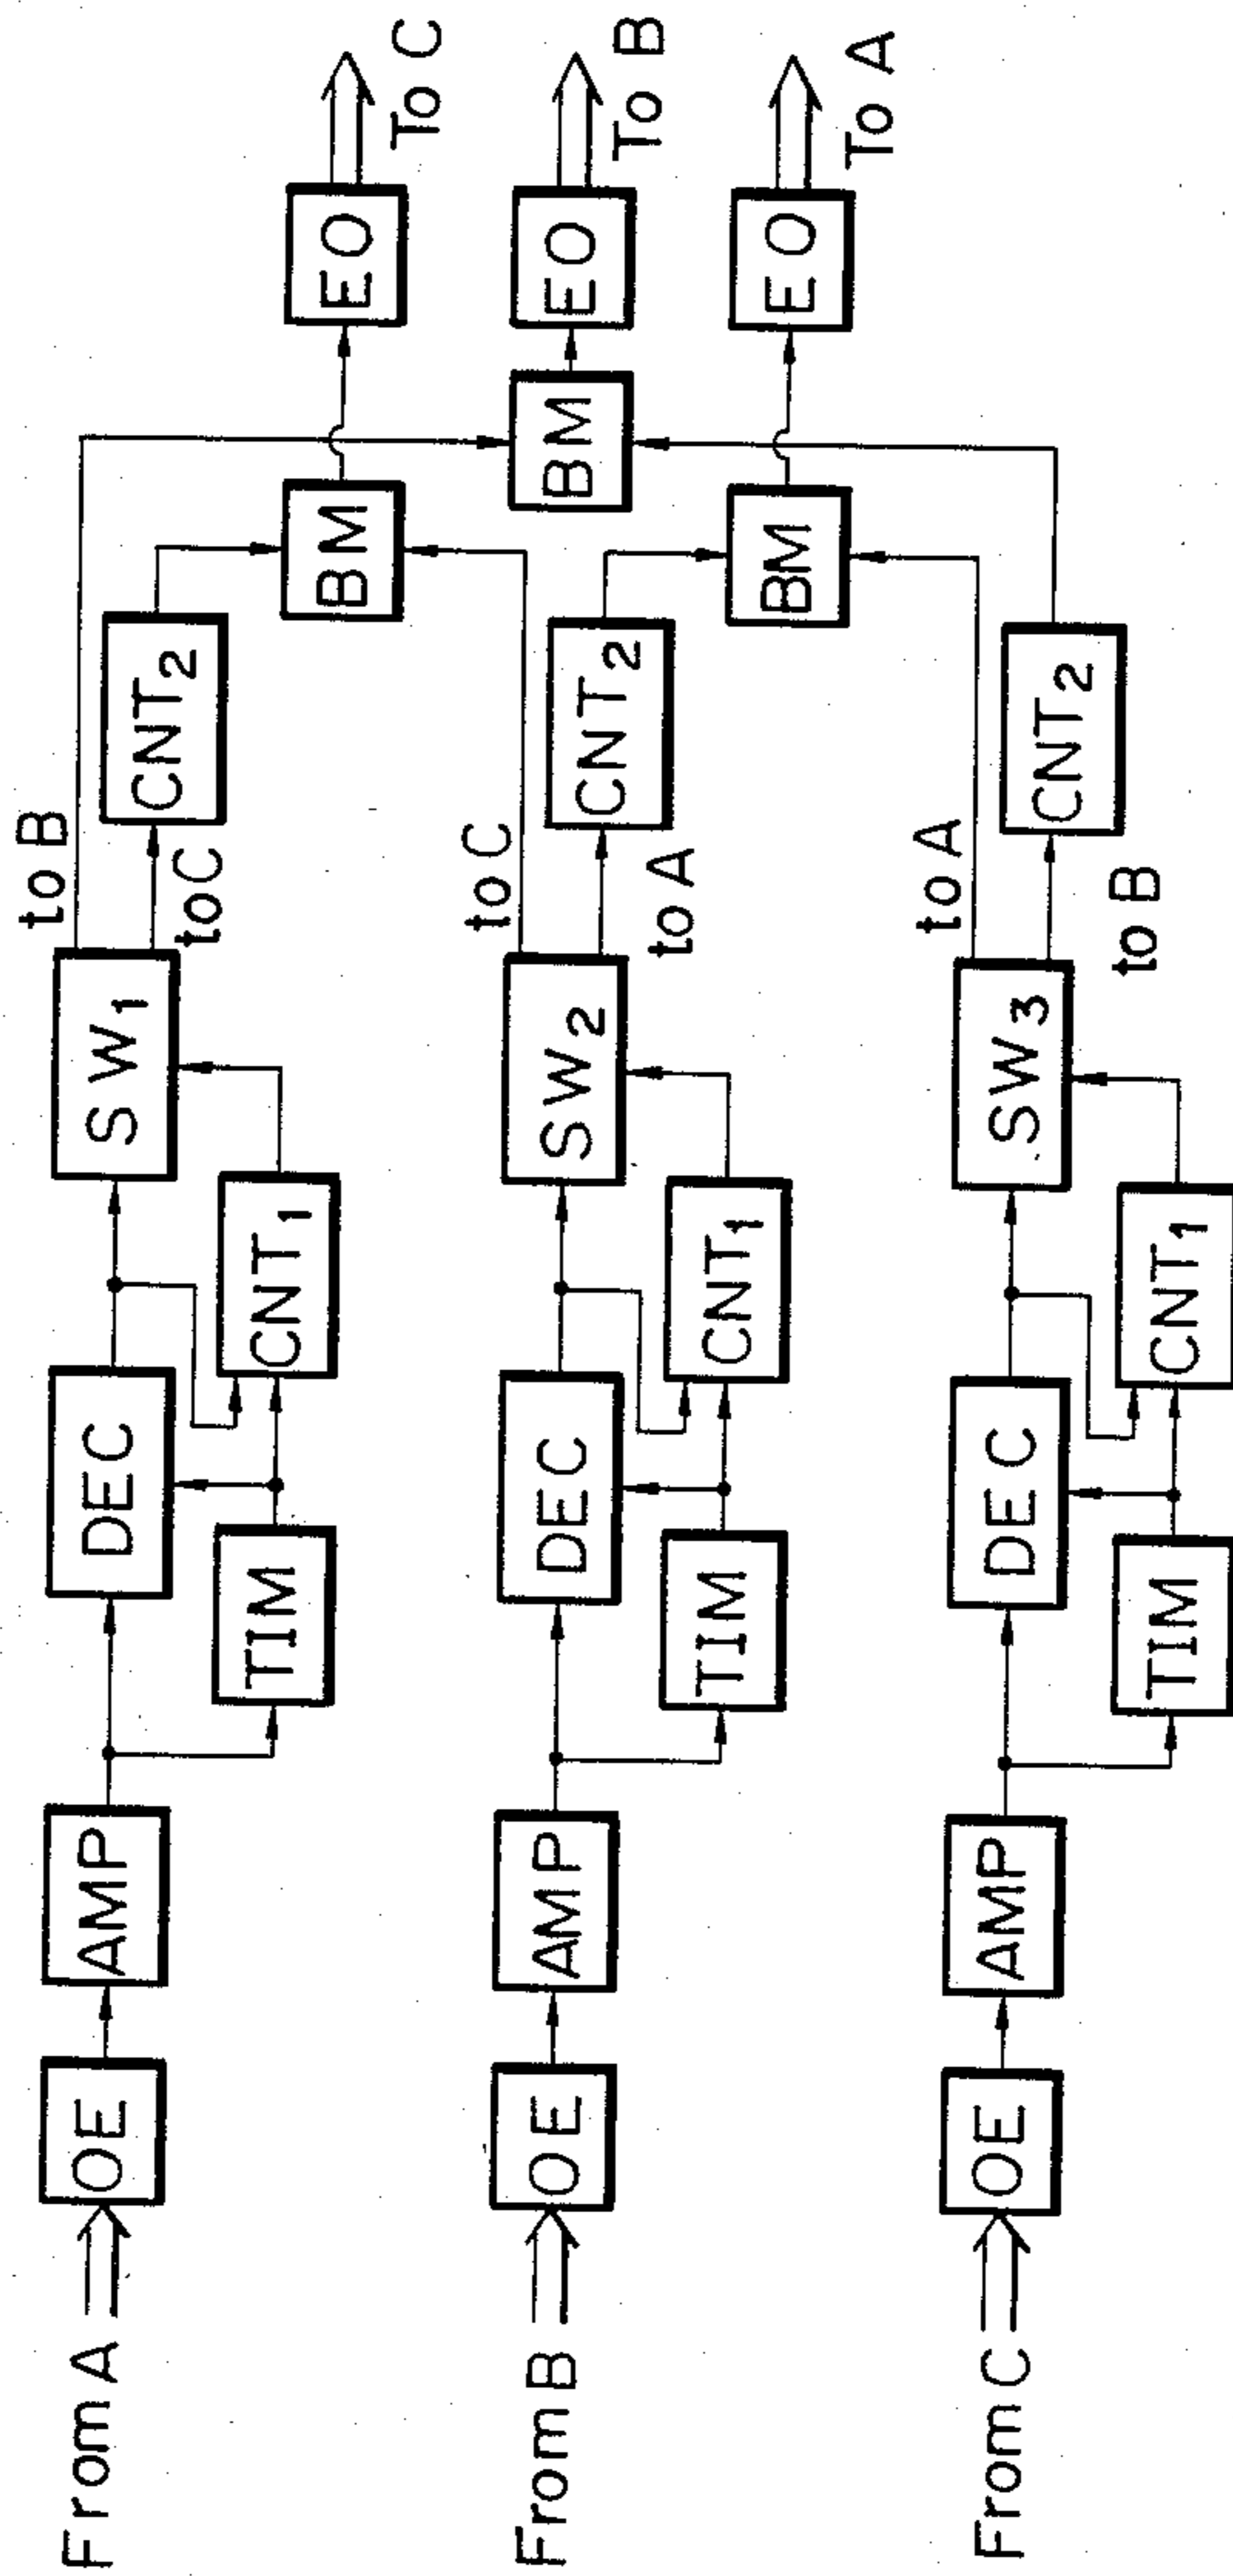 From A
OE
AMP
TIM
DEC
CNT1
SW1
to B
to C
CNT2
BM
EO
To C
From B
OE
AMP
TIM
DEC
CNT1
SW2
to C
to A
CNT2
BM
EO
To B
From C
OE
AMP
TIM
DEC
CNT1
SW3
to A
to B
CNT2
BM
EO
To A